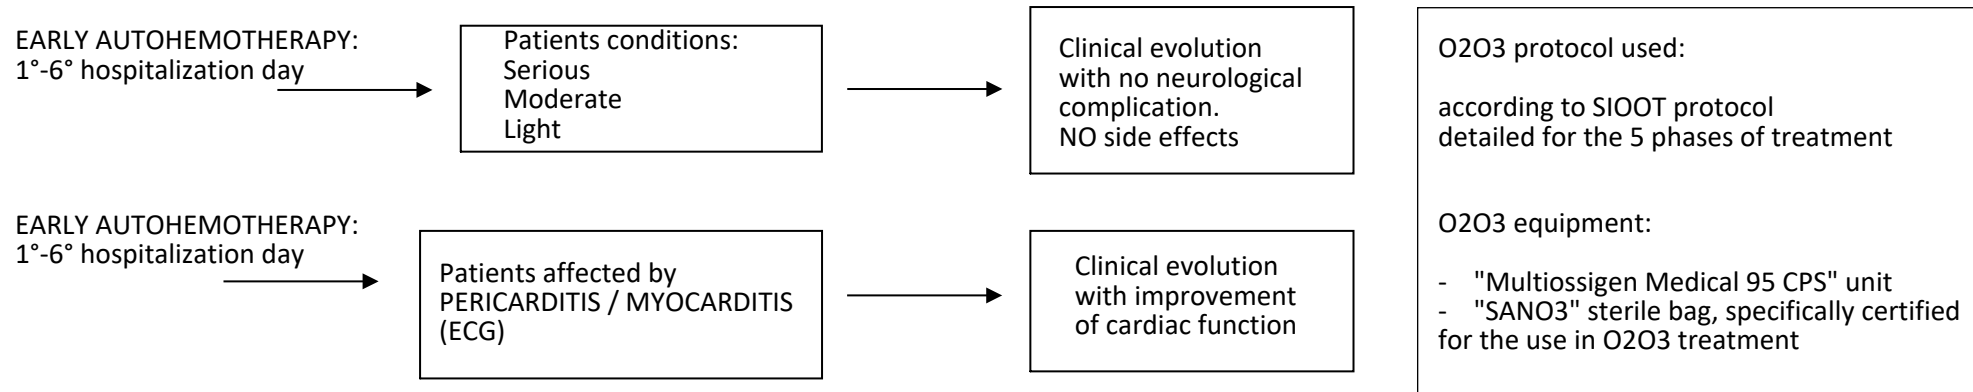 EARLY AUTOHEMOTHERAPY:
1°-6° hospitalization day
Patients conditions:
Serious
Moderate
Light
Clinical evolution
with no neurological
complication.
NO side effects
EARLY AUTOHEMOTHERAPY:
1°-6° hospitalization day
Patients affected by
PERICARDITIS / MYOCARDITIS
(ECG)
Clinical evolution
with improvement
of cardiac function
O2O3 protocol used:
according to SIOOT protocol
detailed for the 5 phases of treatment
O2O3 equipment:
- "Multiossigen Medical 95 CPS" unit
- "SANO3" sterile bag, specifically certified
for the use in O2O3 treatment